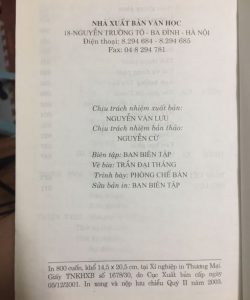 NHÀ XUẤT BẢN VĂN HỌC
18-NGUYỄN TRƯỜNG TỘ - BA ĐÌNH - HÀ NỘI
Điện thoại: 8.294 684 - 8.294 685
Fax: 04 8 294 781
Chịu trách nhiệm xuất bản:
NGUYỄN VĂN LƯU
Chịu trách nhiệm bản thảo:
NGUYỄN CỪ
Biên tập: BAN BIÊN TẬP
Vẽ bìa: TRẦN ĐẠI THẮNG
Trình bày: PHÒNG CHẾ BẢN
Sửa bản in: BAN BIÊN TẬP
In 800 cuốn, khổ 14,5 x 20,5 cm, tại Xí nghiệp in Thương Mại.
Giấy TNKHXB số 1678/30, do Cục Xuất bản cấp ngày
05/12/2001. In xong và nộp lưu chiểu Quý II năm 2003.